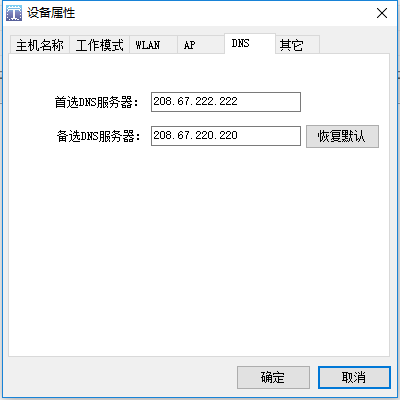 设备属性
主机名称 工作模式 WLAN AP DNS 其它
首选DNS服务器： 208.67.222.222
备选DNS服务器： 208.67.220.220 恢复默认
确定 取消